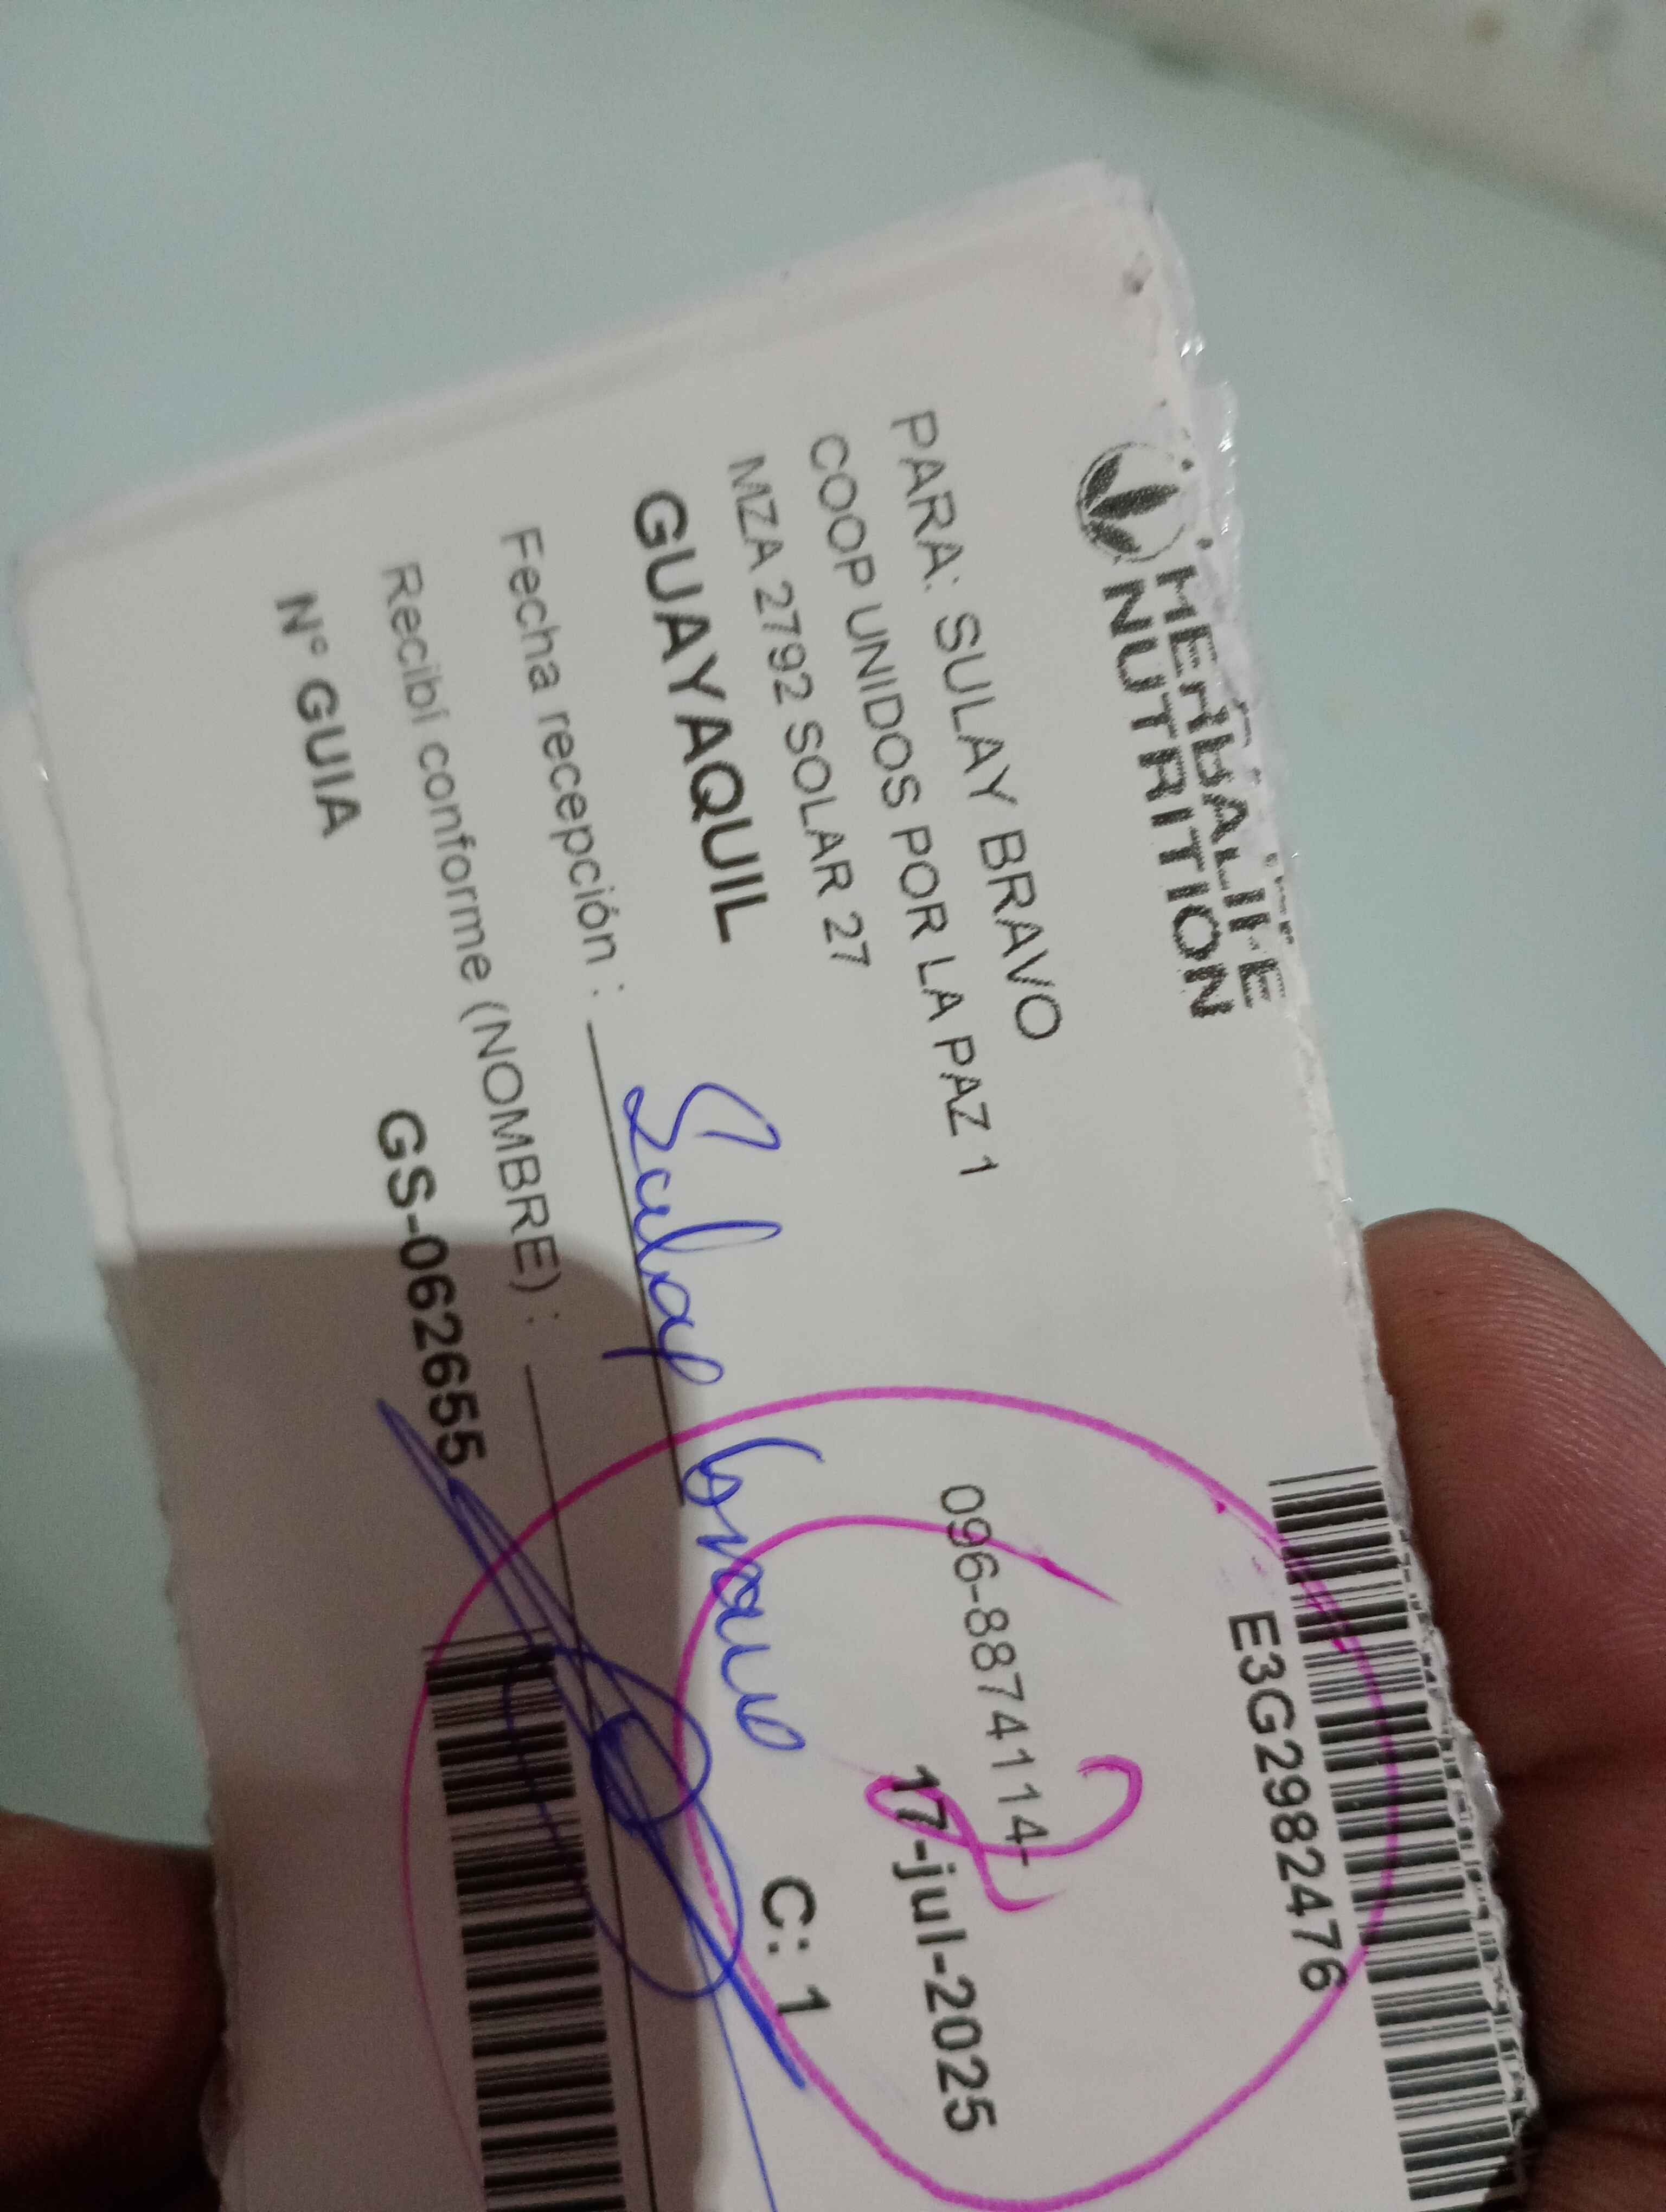 HERBALIFE
NUTRITION
E3G2982476
PARA: SULAY BRAVO
096-8874114-
COOP UNIDOS POR LA PAZ 1
17-jul-2025
MZA 2792 SOLAR 27
GUAYAQUIL
C: 1
Fecha recepción : Sulay bravo
Recibí conforme (NOMBRE) :
N° GUIA GS-062655